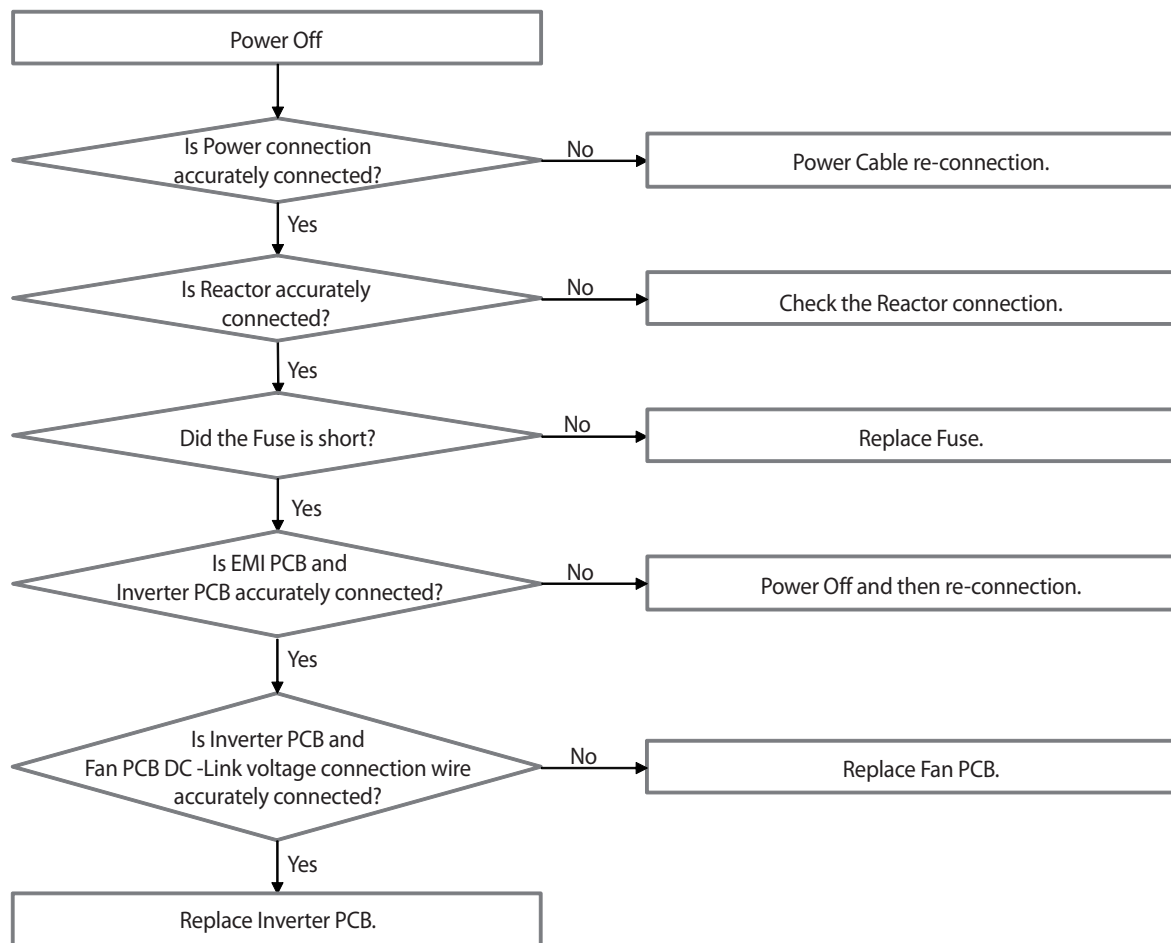 Power Off
Is Power connection
accurately connected?
No
Power Cable re-connection.
Yes
Is Reactor accurately
connected?
No
Check the Reactor connection.
Yes
Did the Fuse is short?
No
Replace Fuse.
Yes
Is EMI PCB and
Inverter PCB accurately connected?
No
Power Off and then re-connection.
Yes
Is Inverter PCB and
Fan PCB DC -Link voltage connection wire
accurately connected?
No
Replace Fan PCB.
Yes
Replace Inverter PCB.